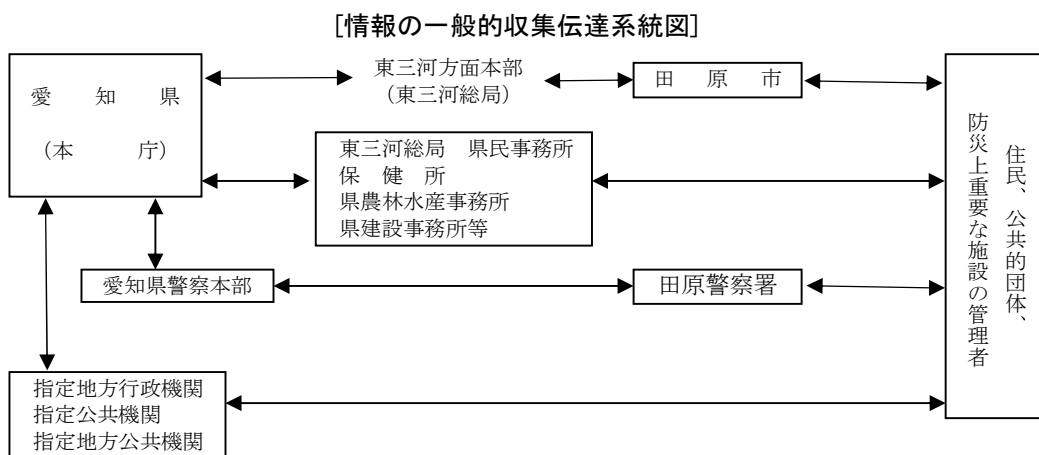 [情報の一般的収集伝達系統図]
愛知県
(本庁)
東三河方面本部
(東三河総局)
田原市
東三河総局 県民事務所
保健所
県農林水産事務所
県建設事務所等
愛知県警察本部
田原警察署
指定地方行政機関
指定公共機関
指定地方公共機関
住民、公共的団体、
防災上重要な施設の管理者